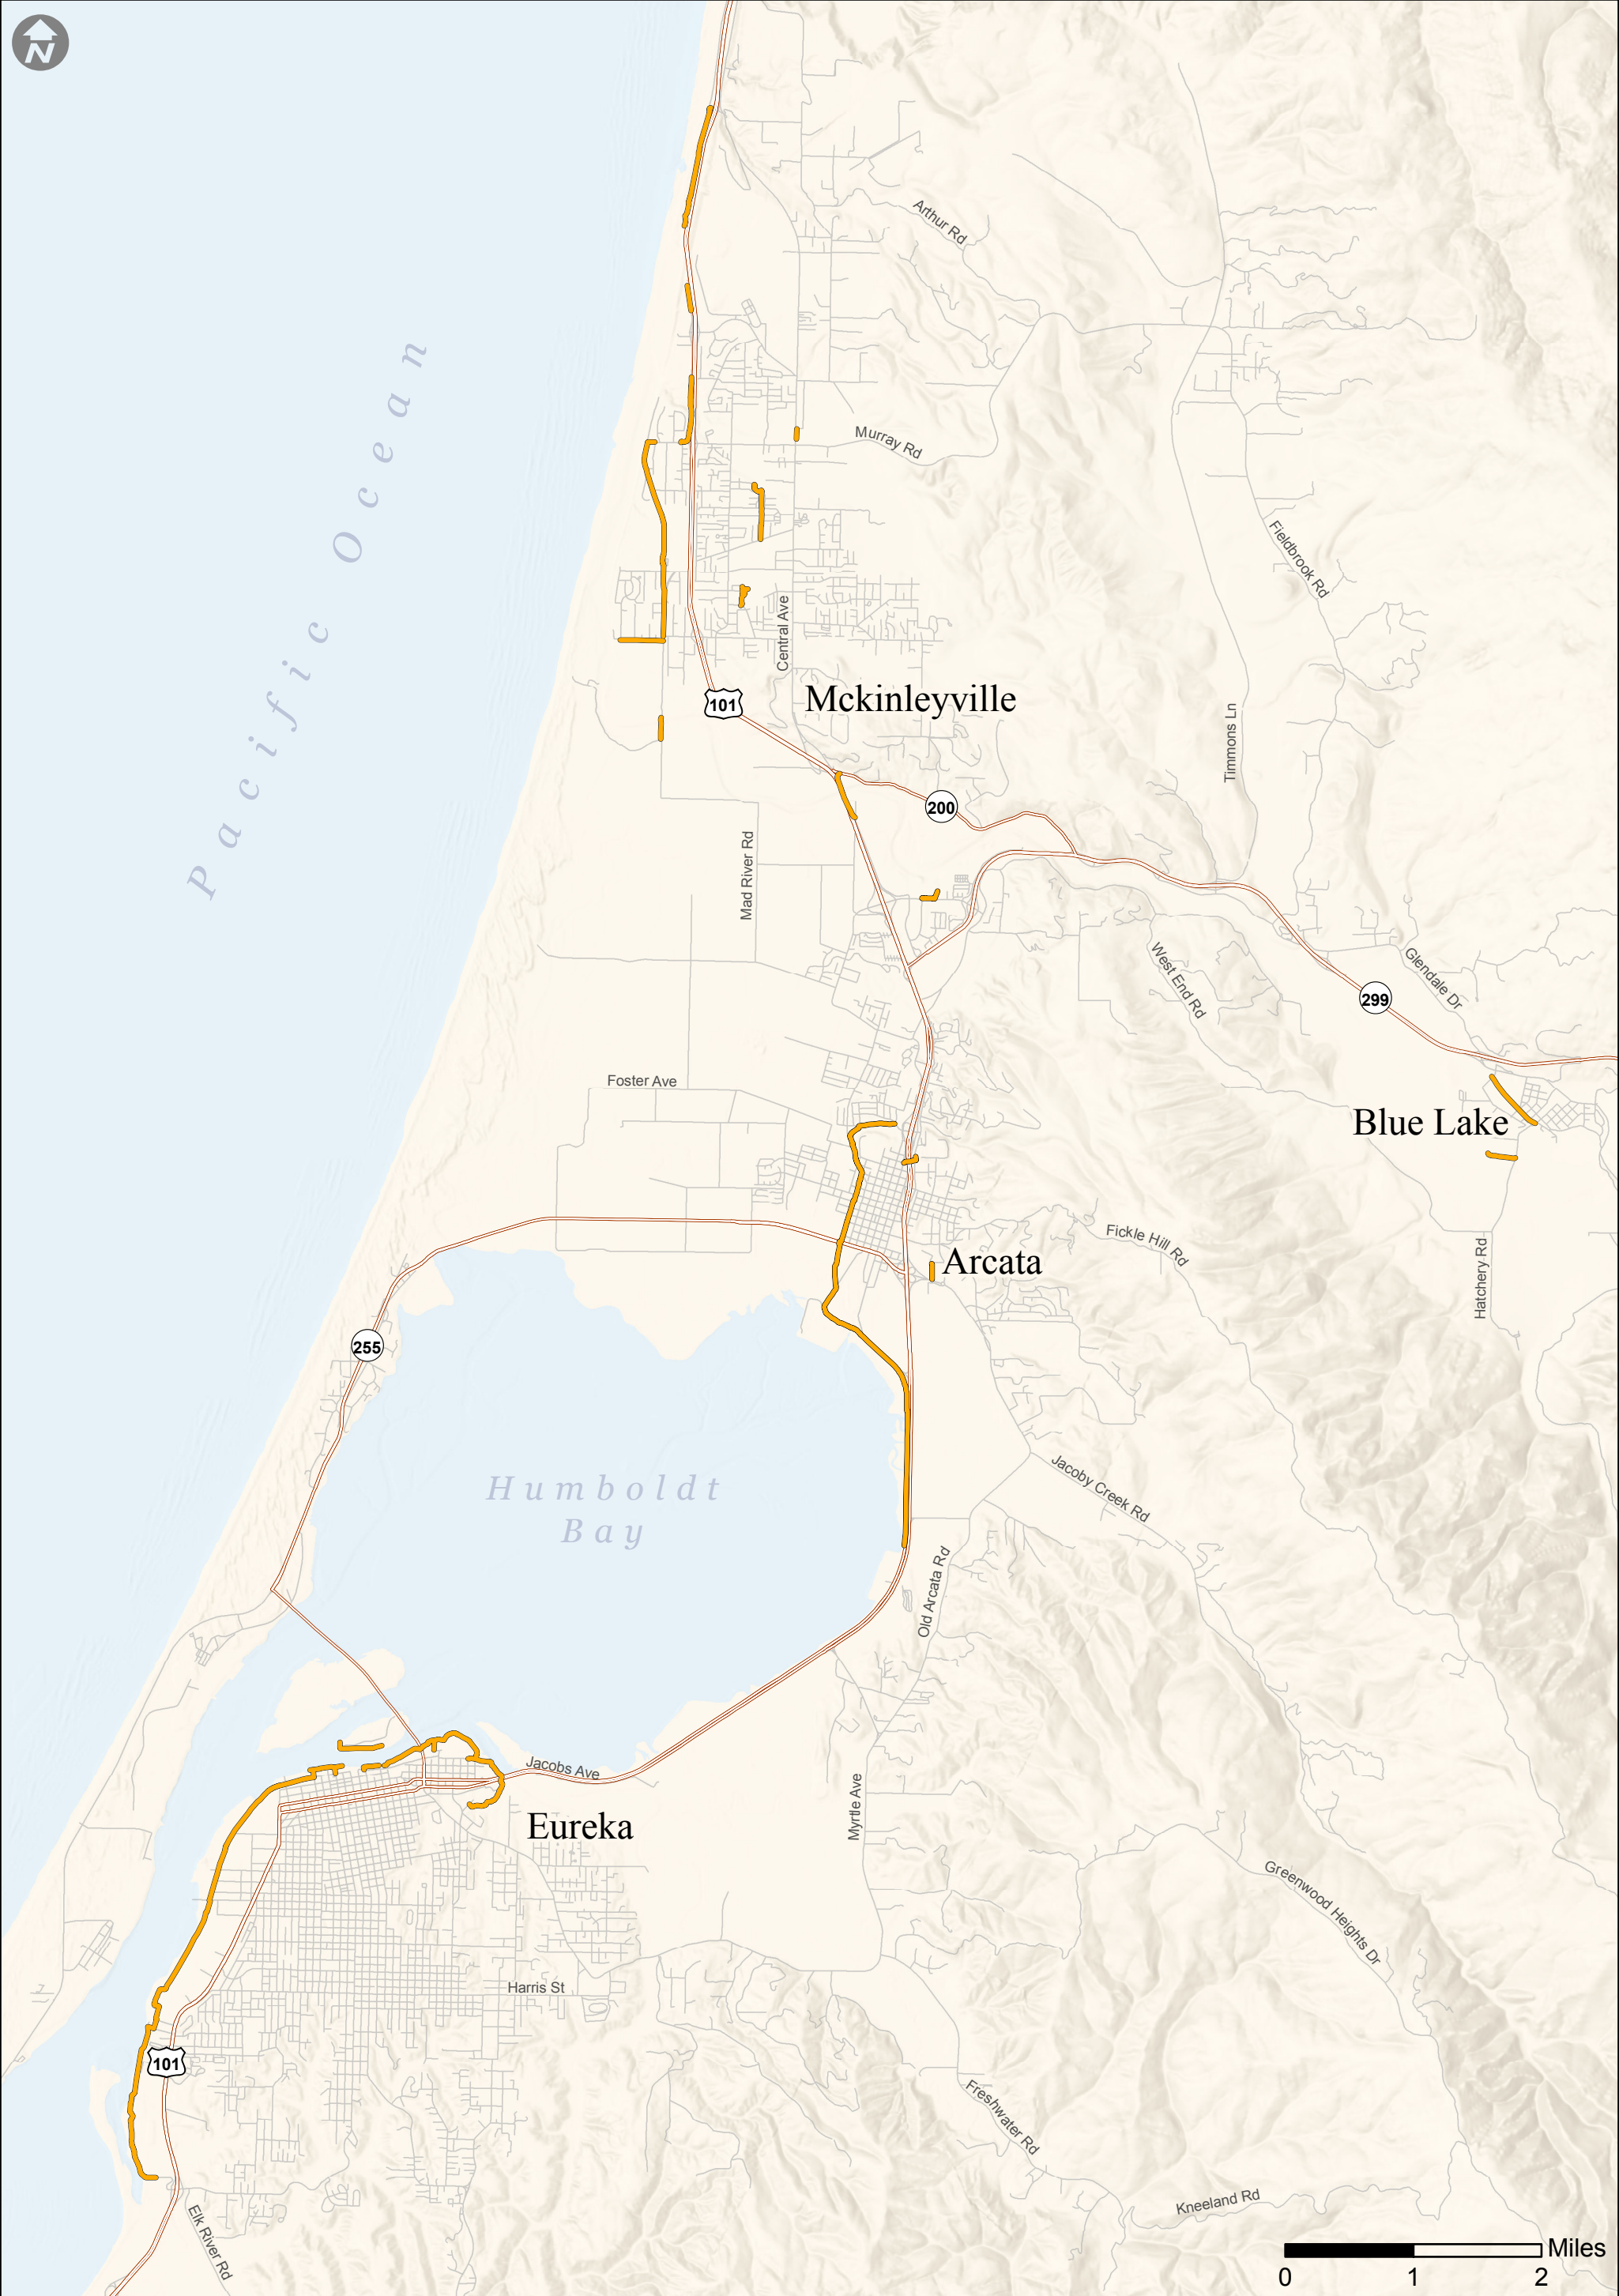 N
Arthur Rd
Pacific Ocean
Murray Rd
Fieldbrook Rd
Central Ave
Mckinleyville
101
Timmons Ln
200
Mad River Rd
West End Rd
Glendale Dr
299
Foster Ave
Blue Lake
Fickle Hill Rd
Arcata
Hatchery Rd
255
Jacoby Creek Rd
Humboldt
Bay
Old Arcata Rd
Jacobs Ave
Myrtle Ave
Eureka
Greenwood Heights Dr
Harris St
101
Freshwater Rd
Kneeland Rd
Elk River Rd
Miles
0 1 2